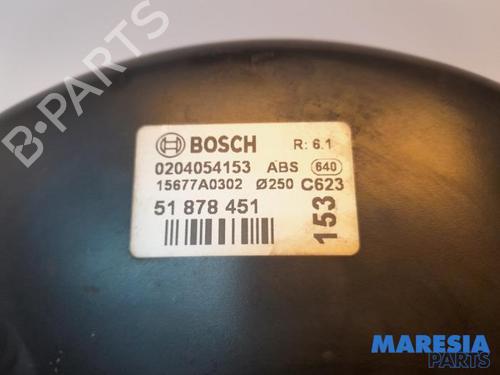 BOSCH R: 6.1
0204054153 ABS 640
15677A0302 Ø250 C623
51 878 451
153
B-PARTS
MARESIA
PARTS